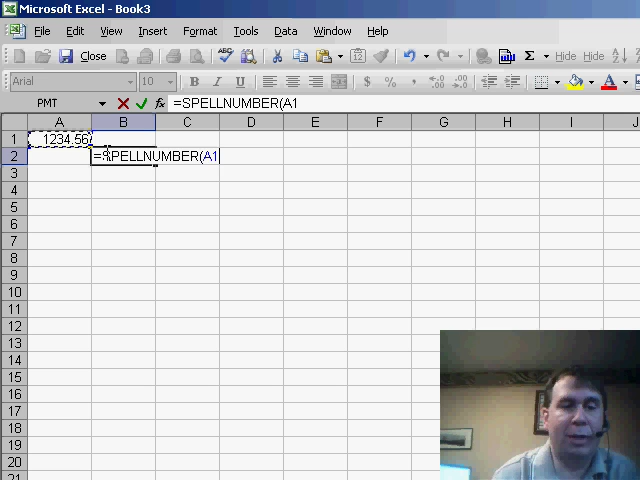 Microsoft Excel - Book3
File Edit View Insert Format Tools Data Window Help
Close Σ Hide Hide
Arial 10 B I U $ % ,
PMT fx =SPELLNUMBER(A1
A B C D E F G H I J
1 1234.56
2 =SPELLNUMBER(A1
3
4
5
6
7
8
9
10
11
12
13
14
15
16
17
18
19
20
21